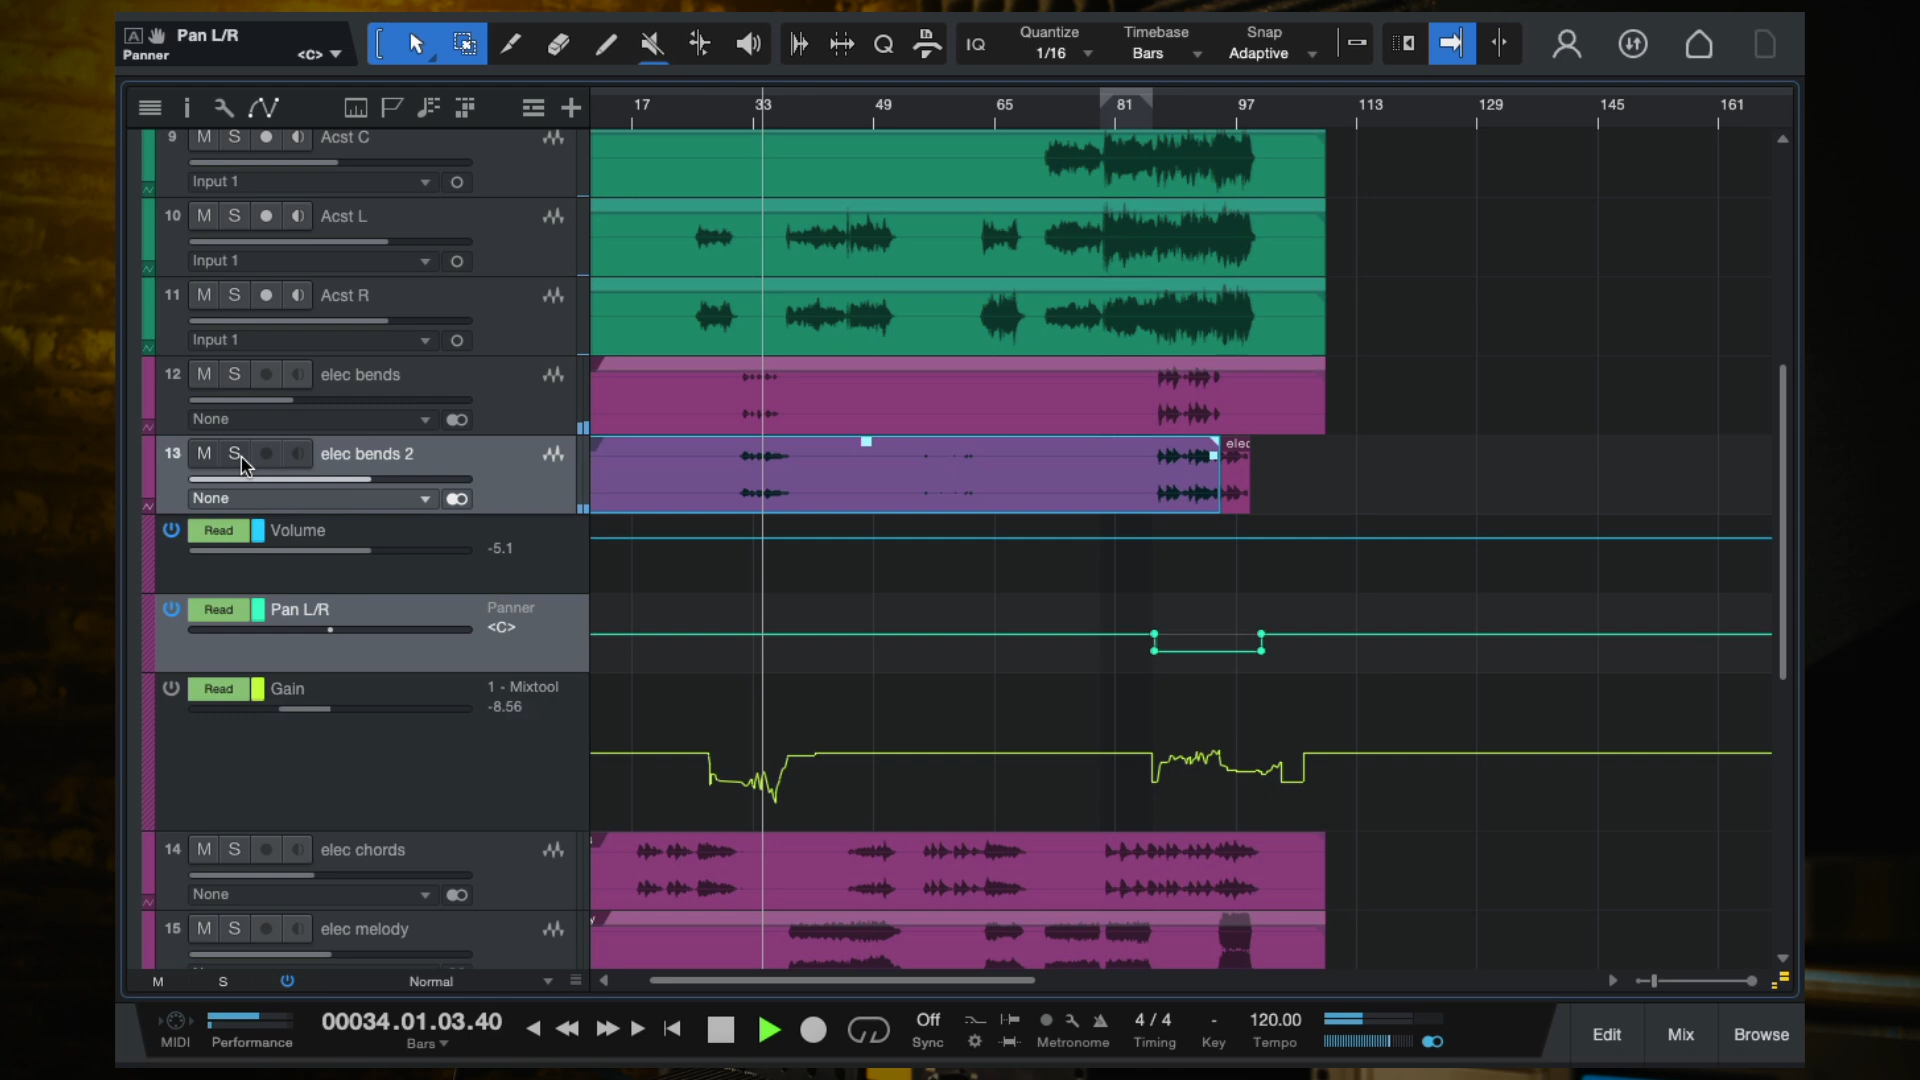 A Pan L/R
Panner <C>
IQ
Quantize
1/16
Timebase
Bars
Snap
Adaptive
i
17 33 49 65 81 97 113 129 145 161
9 M S Acst C
Input 1
10 M S Acst L
Input 1
11 M S Acst R
Input 1
12 M S elec bends
None
13 M S elec bends 2
None
elec
Read Volume
-5.1
Read Pan L/R Panner
<C>
Read Gain 1 - Mixtool
-8.56
14 M S elec chords
None
15 M S elec melody
y
M S Normal
MIDI
Performance
00034.01.03.40
Bars
Off
Sync
Metronome
4 / 4
Timing
-
Key
120.00
Tempo
Edit
Mix
Browse